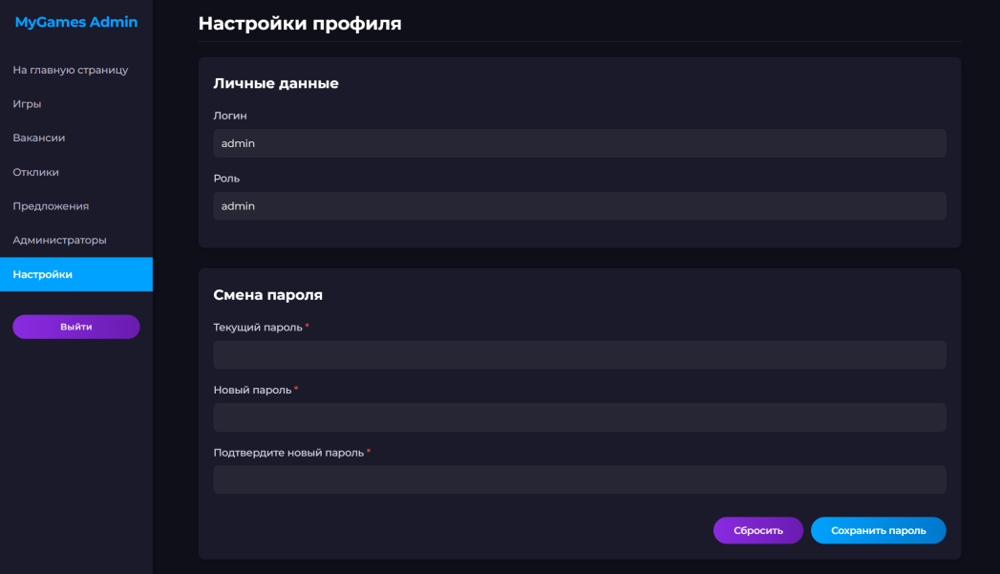 MyGames Admin
На главную страницу
Игры
Вакансии
Отклики
Предложения
Администраторы
Настройки
Выйти
Настройки профиля
Личные данные
Логин
admin
Роль
admin
Смена пароля
Текущий пароль *
Новый пароль *
Подтвердите новый пароль *
Сбросить
Сохранить пароль